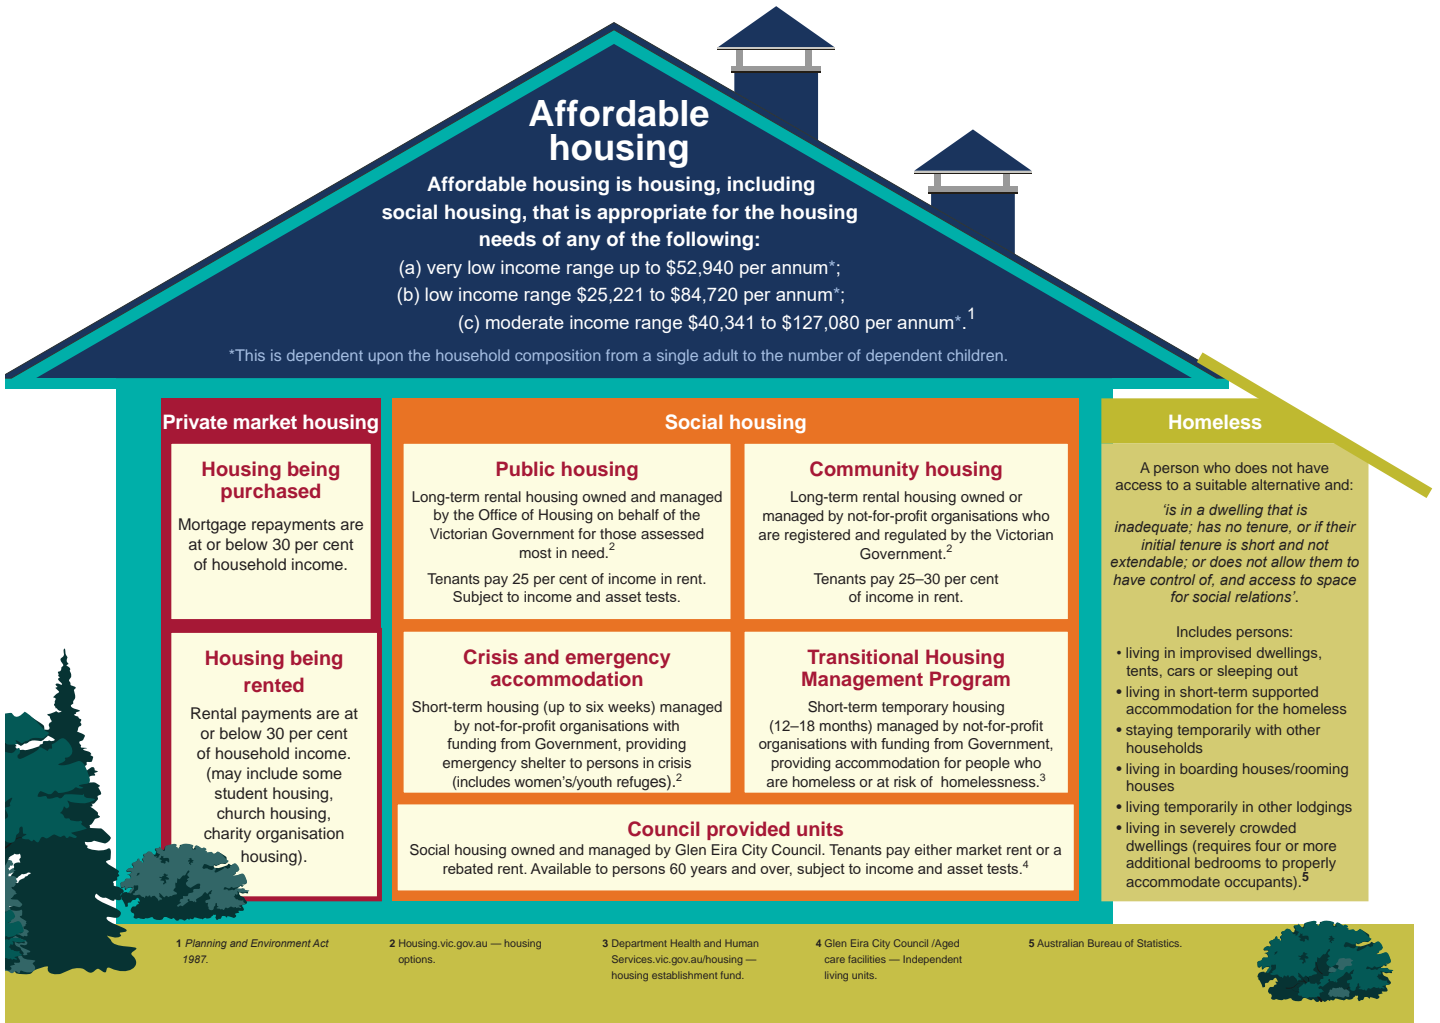 Affordable
housing
Affordable housing is housing, including
social housing, that is appropriate for the housing
needs of any of the following:
(a) very low income range up to $52,940 per annum*;
(b) low income range $25,221 to $84,720 per annum*;
(c) moderate income range $40,341 to $127,080 per annum*.1
*This is dependent upon the household composition from a single adult to the number of dependent children.
Private market housing
Housing being
purchased
Mortgage repayments are
at or below 30 per cent
of household income.
Housing being
rented
Rental payments are at
or below 30 per cent
of household income.
(may include some
student housing,
church housing,
charity organisation
housing).
Social housing
Public housing
Long-term rental housing owned and managed
by the Office of Housing on behalf of the
Victorian Government for those assessed
most in need.2
Tenants pay 25 per cent of income in rent.
Subject to income and asset tests.
Community housing
Long-term rental housing owned or
managed by not-for-profit organisations who
are registered and regulated by the Victorian
Government.2
Tenants pay 25–30 per cent
of income in rent.
Crisis and emergency
accommodation
Short-term housing (up to six weeks) managed
by not-for-profit organisations with
funding from Government, providing
emergency shelter to persons in crisis
(includes women's/youth refuges).2
Transitional Housing
Management Program
Short-term temporary housing
(12–18 months) managed by not-for-profit
organisations with funding from Government,
providing accommodation for people who
are homeless or at risk of homelessness.3
Council provided units
Social housing owned and managed by Glen Eira City Council. Tenants pay either market rent or a
rebated rent. Available to persons 60 years and over, subject to income and asset tests.4
Homeless
A person who does not have
access to a suitable alternative and:
‘is in a dwelling that is
inadequate; has no tenure, or if their
initial tenure is short and not
extendable; or does not allow them to
have control of, and access to space
for social relations’.
Includes persons:
• living in improvised dwellings,
tents, cars or sleeping out
• living in short-term supported
accommodation for the homeless
• staying temporarily with other
households
• living in boarding houses/rooming
houses
• living temporarily in other lodgings
• living in severely crowded
dwellings (requires four or more
additional bedrooms to properly
accommodate occupants).5
1 Planning and Environment Act
1987.
2 Housing.vic.gov.au — housing
options.
3 Department Health and Human
Services.vic.gov.au/housing —
housing establishment fund.
4 Glen Eira City Council /Aged
care facilities — Independent
living units.
5 Australian Bureau of Statistics.